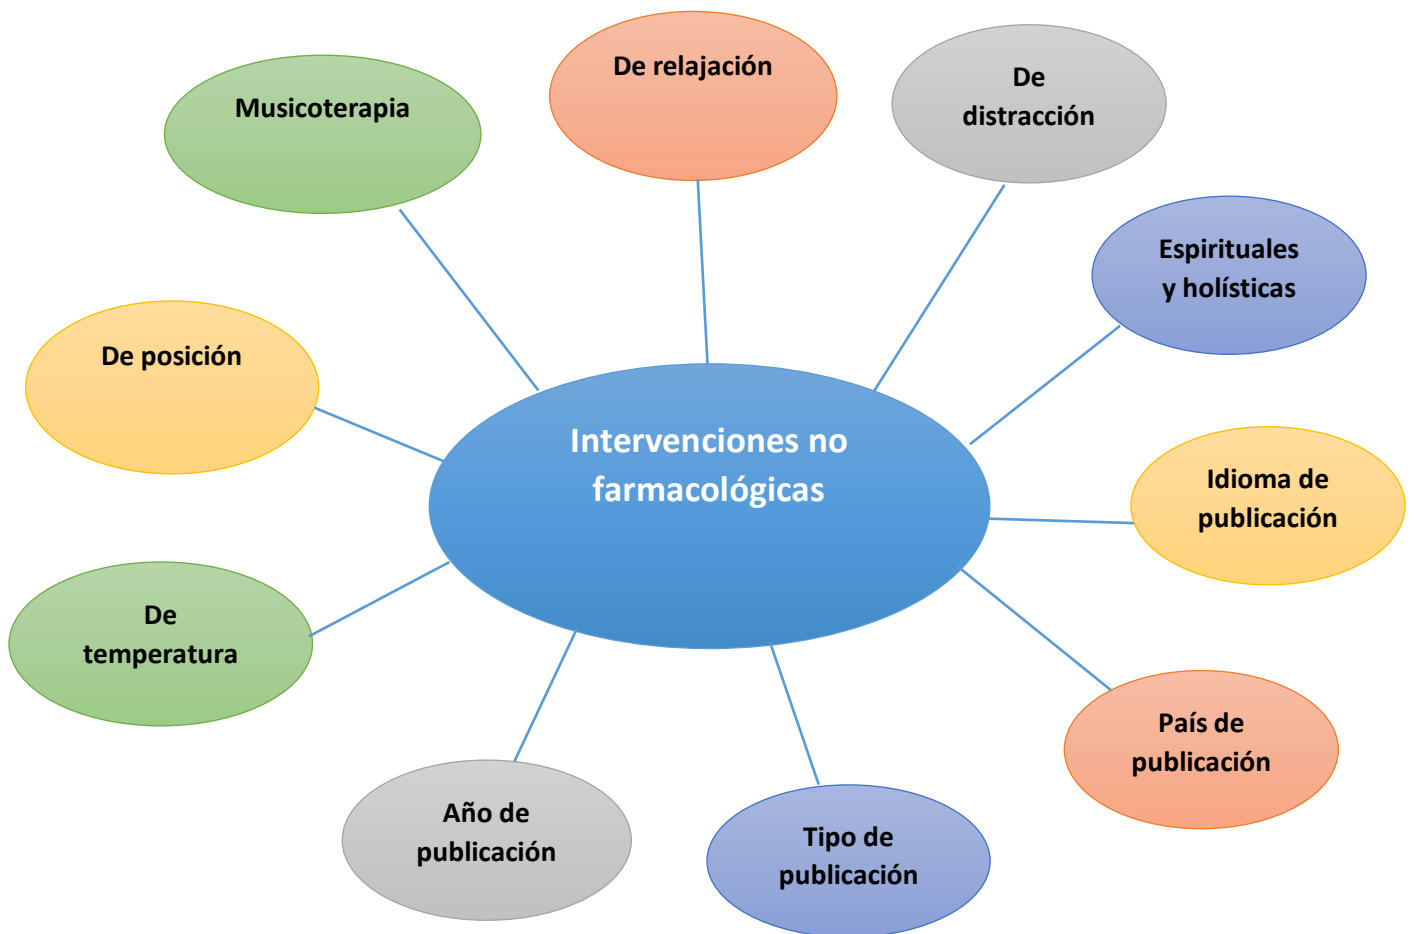 De relajación
De
distracción
Musicoterapia
Espirituales
y holísticas
De posición
Intervenciones no
farmacológicas
Idioma de
publicación
De
temperatura
País de
publicación
Año de
publicación
Tipo de
publicación